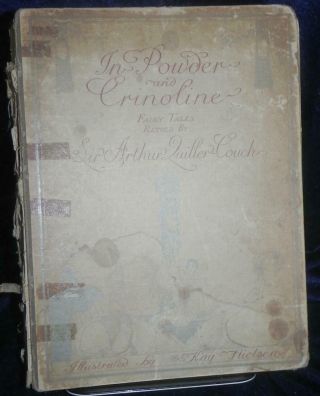 In Powder
and
Crinoline
Fairy Tales
Retold By
Sir Arthur Quiller-Couch
Illustrated by Kay Nielsen